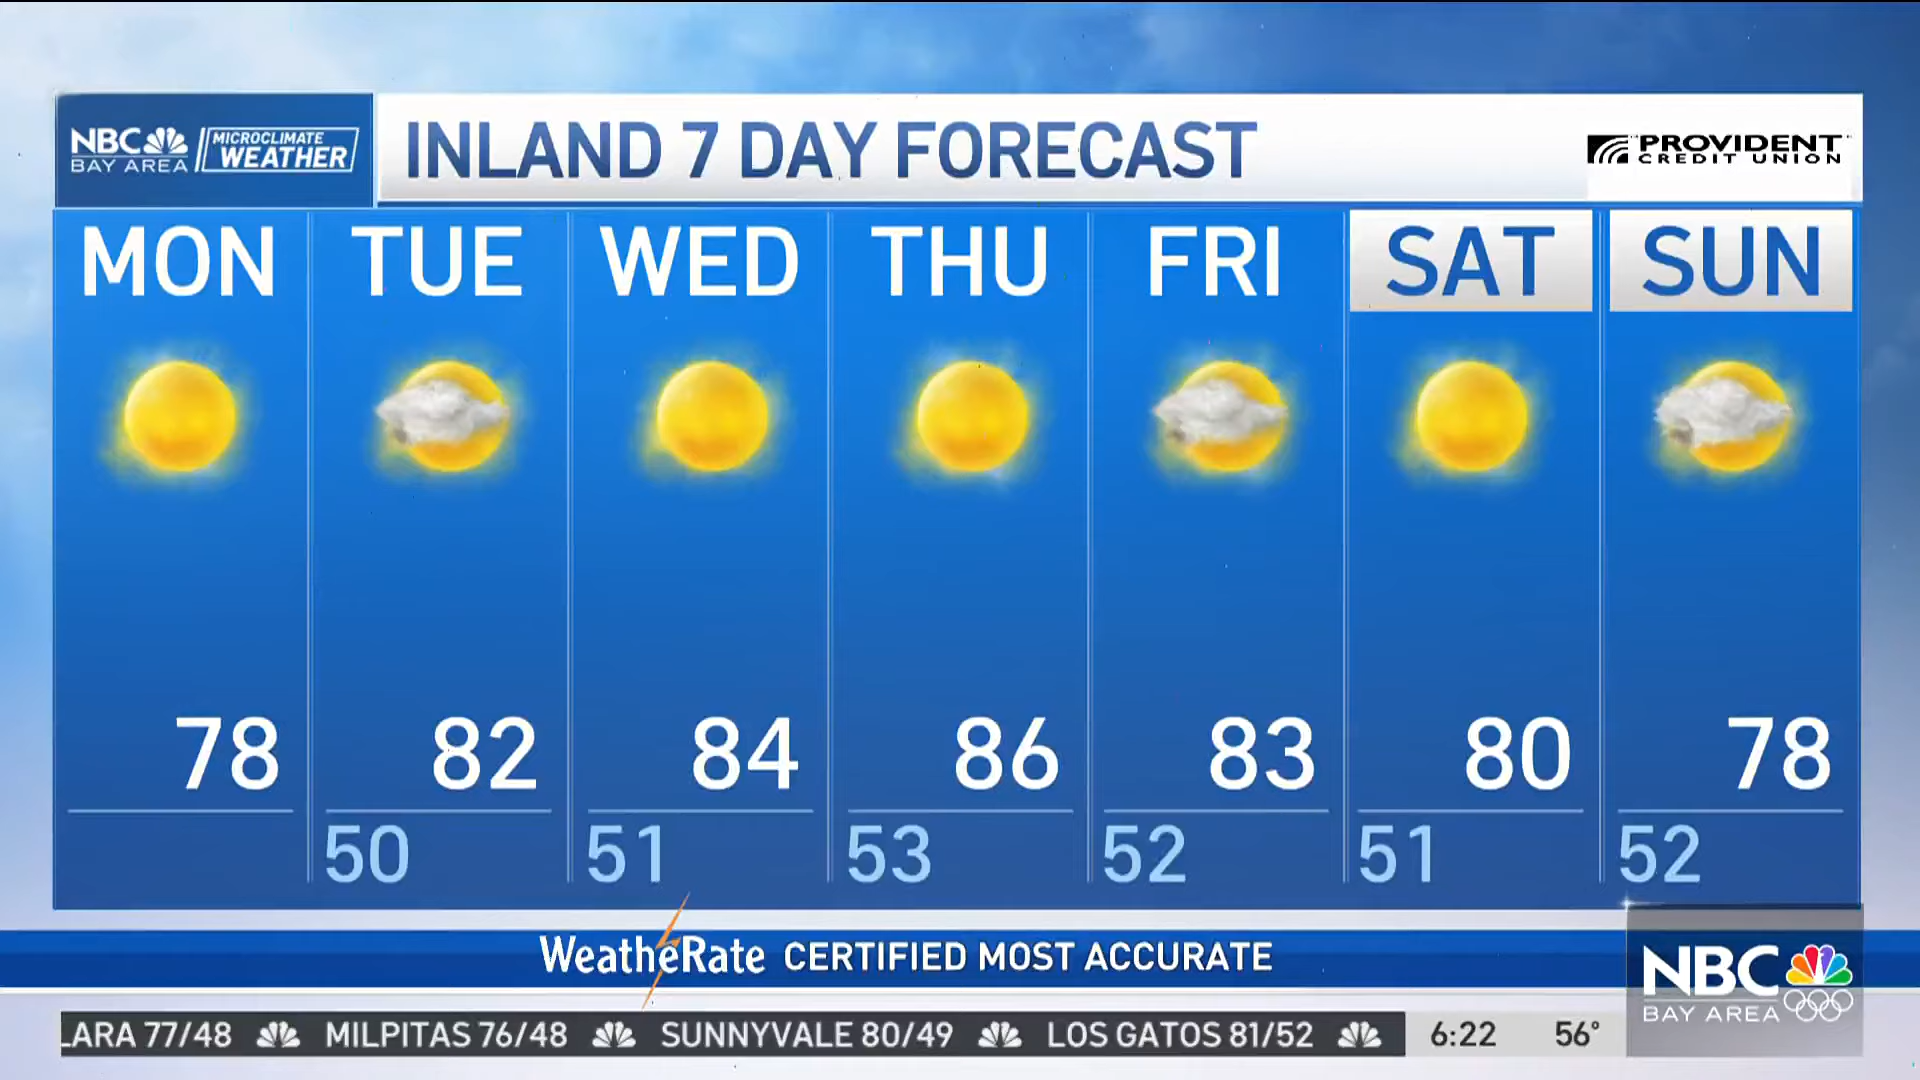 NBC BAY AREA
MICROCLIMATE WEATHER
INLAND 7 DAY FORECAST
PROVIDENT
CREDIT UNION
MON TUE WED THU FRI SAT SUN
78 82 84 86 83 80 78
50 51 53 52 51 52
WeatheRate CERTIFIED MOST ACCURATE
LARA 77/48 MILPITAS 76/48 SUNNYVALE 80/49 LOS GATOS 81/52 6:22 56°
NBC
BAY AREA